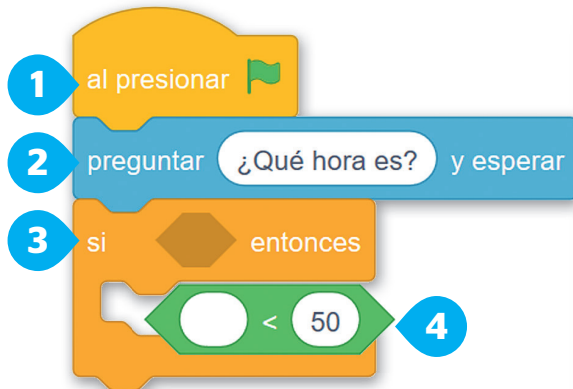 1 al presionar
2 preguntar ¿Qué hora es? y esperar
3 si entonces
< 50 4